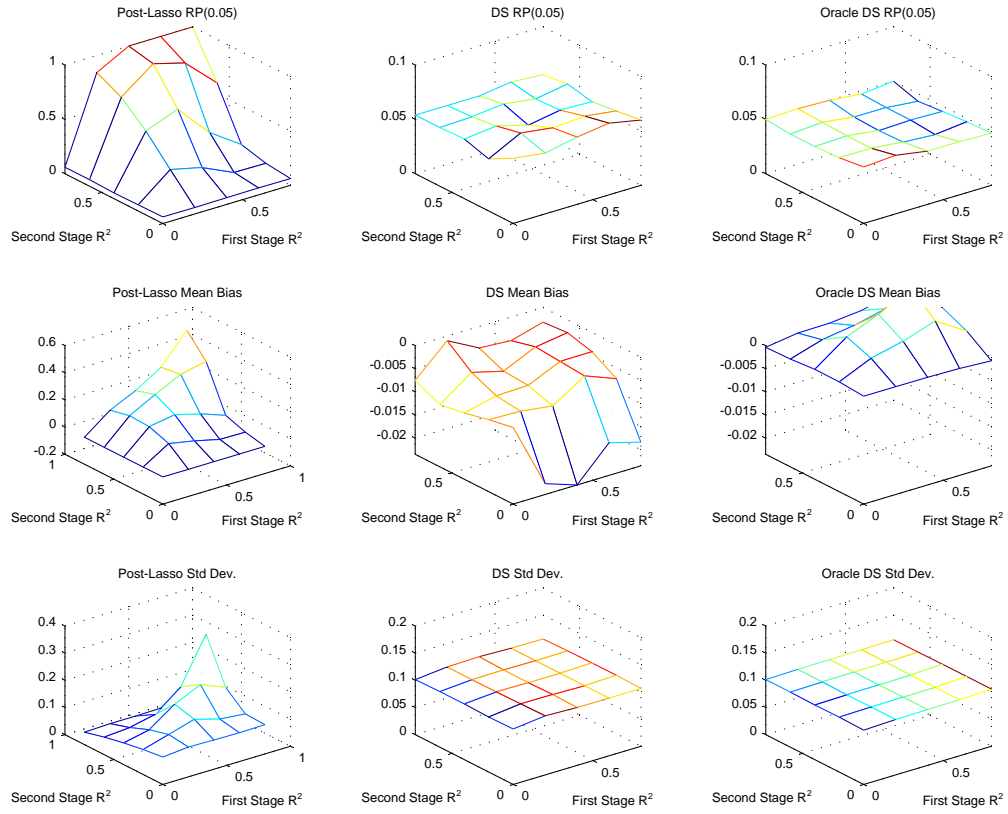 Post-Lasso RP(0.05)
1
0.5
0
0.5
0
0
0.5
Second Stage R²
First Stage R²
DS RP(0.05)
0.1
0.05
0
0.5
0
0
0.5
Second Stage R²
First Stage R²
Oracle DS RP(0.05)
0.1
0.05
0
0.5
0
0
0.5
Second Stage R²
First Stage R²
Post-Lasso Mean Bias
0.6
0.4
0.2
0
-0.2
1
0.5
0
0
0.5
1
Second Stage R²
First Stage R²
DS Mean Bias
0
-0.005
-0.01
-0.015
-0.02
0.5
0
0
0.5
Second Stage R²
First Stage R²
Oracle DS Mean Bias
0
-0.005
-0.01
-0.015
-0.02
0.5
0
0
0.5
Second Stage R²
First Stage R²
Post-Lasso Std Dev.
0.4
0.3
0.2
0.1
0
1
0.5
0
0
0.5
1
Second Stage R²
First Stage R²
DS Std Dev.
0.2
0.15
0.1
0.05
0
0.5
0
0
0.5
Second Stage R²
First Stage R²
Oracle DS Std Dev.
0.2
0.15
0.1
0.05
0
0.5
0
0
0.5
Second Stage R²
First Stage R²